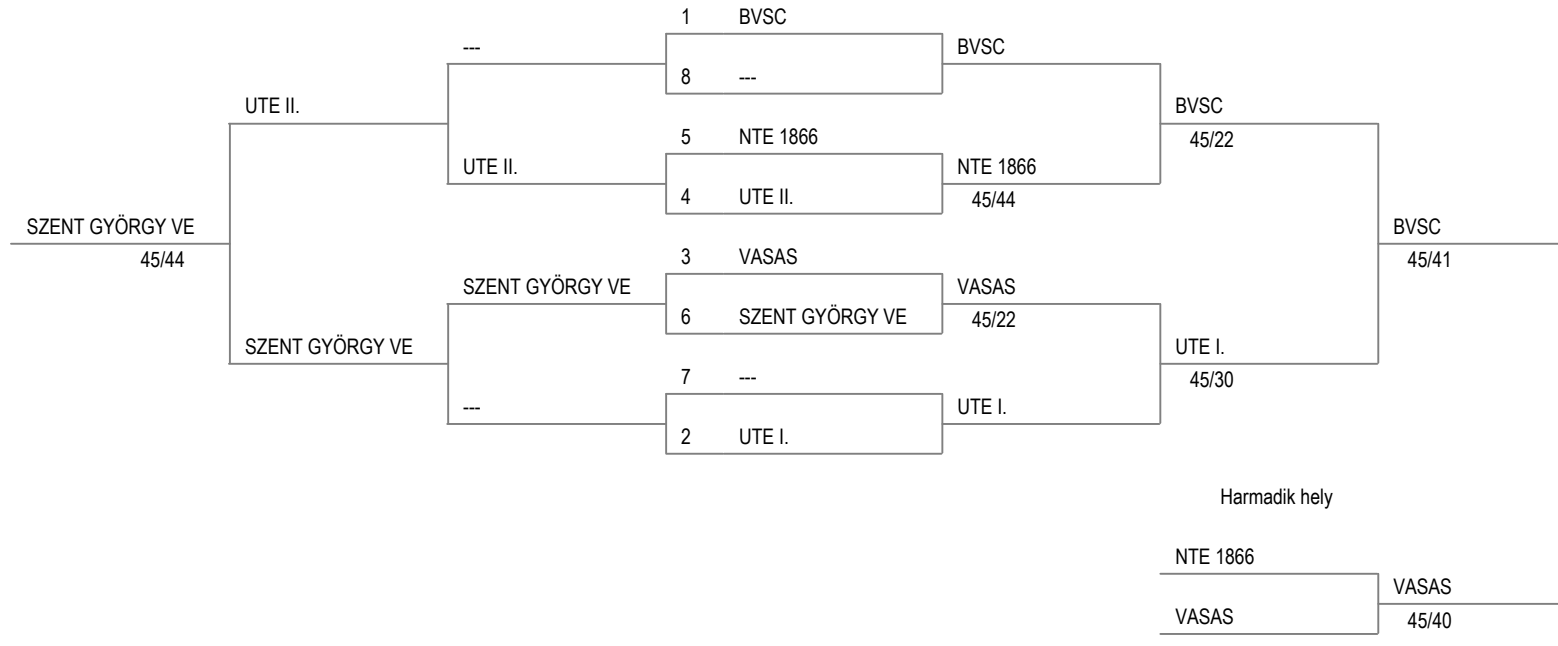 1 BVSC
--- BVSC
8 ---
UTE II. BVSC
5 NTE 1866 45/22
UTE II. NTE 1866
4 UTE II. 45/44
SZENT GYÖRGY VE BVSC
45/44 3 VASAS 45/41
SZENT GYÖRGY VE VASAS
6 SZENT GYÖRGY VE 45/22
SZENT GYÖRGY VE UTE I.
7 --- 45/30
--- UTE I.
2 UTE I.
Harmadik hely
NTE 1866
VASAS
VASAS 45/40